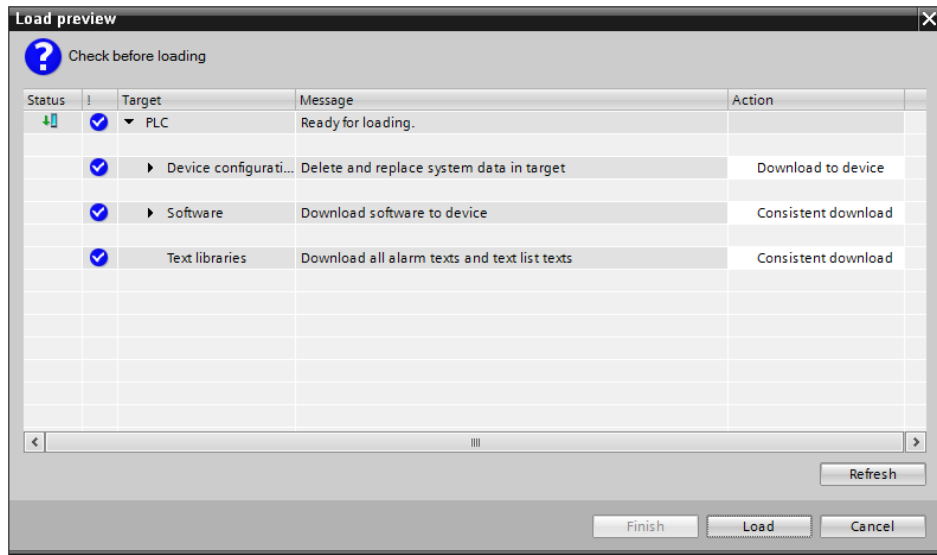 Load preview
Check before loading
Status ! Target Message Action
PLC Ready for loading.
Device configurati... Delete and replace system data in target Download to device
Software Download software to device Consistent download
Text libraries Download all alarm texts and text list texts Consistent download
Refresh
Finish Load Cancel